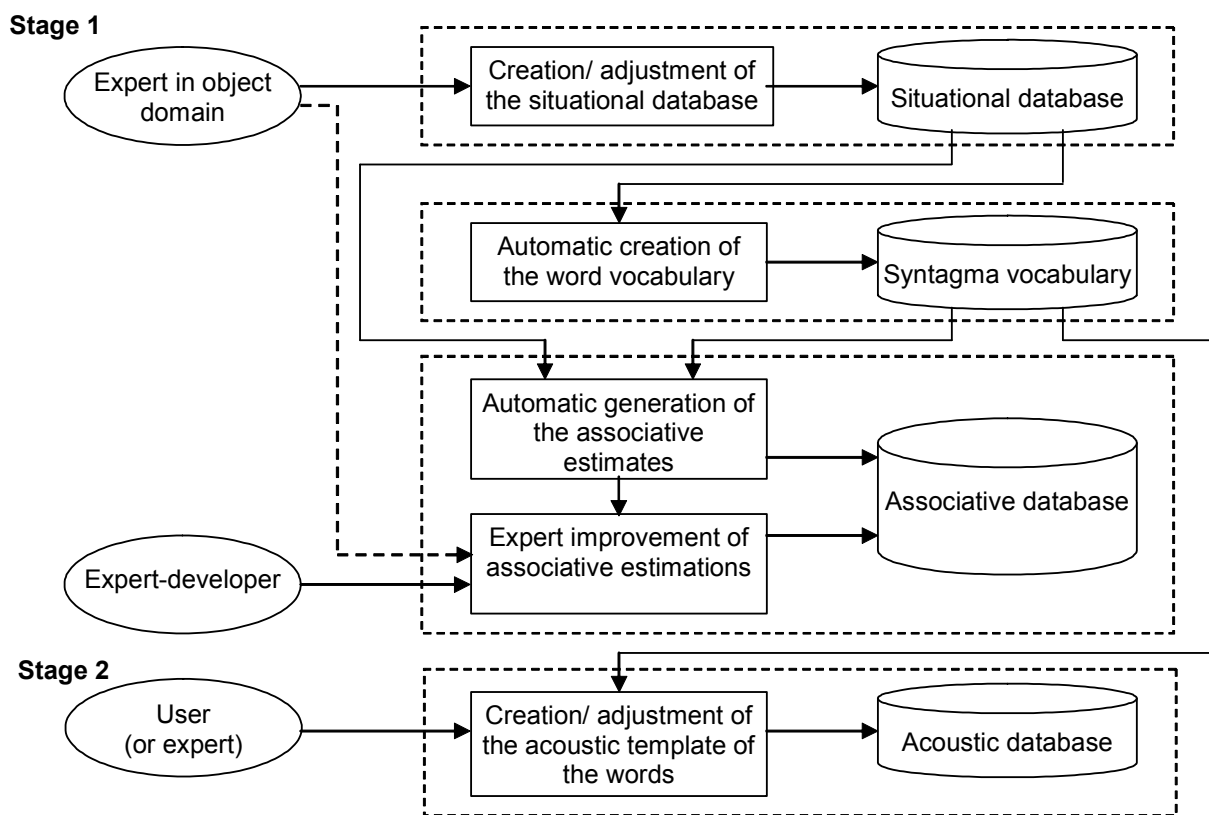 Stage 1
Expert in object
domain
Creation/ adjustment of
the situational database
Situational database
Automatic creation of
the word vocabulary
Syntagma vocabulary
Automatic generation of
the associative
estimates
Associative database
Expert improvement of
associative estimations
Expert-developer
Stage 2
User
(or expert)
Creation/ adjustment of
the acoustic template of
the words
Acoustic database